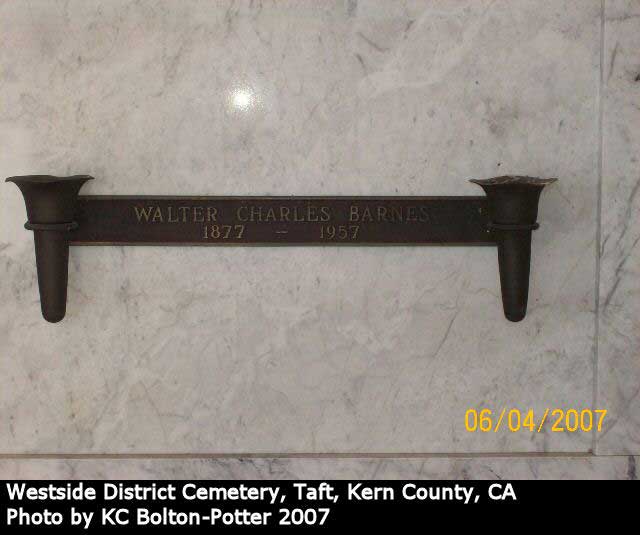 WALTER CHARLES BARNES
1877 — 1957
06/04/2007
Westside District Cemetery, Taft, Kern County, CA
Photo by KC Bolton-Potter 2007